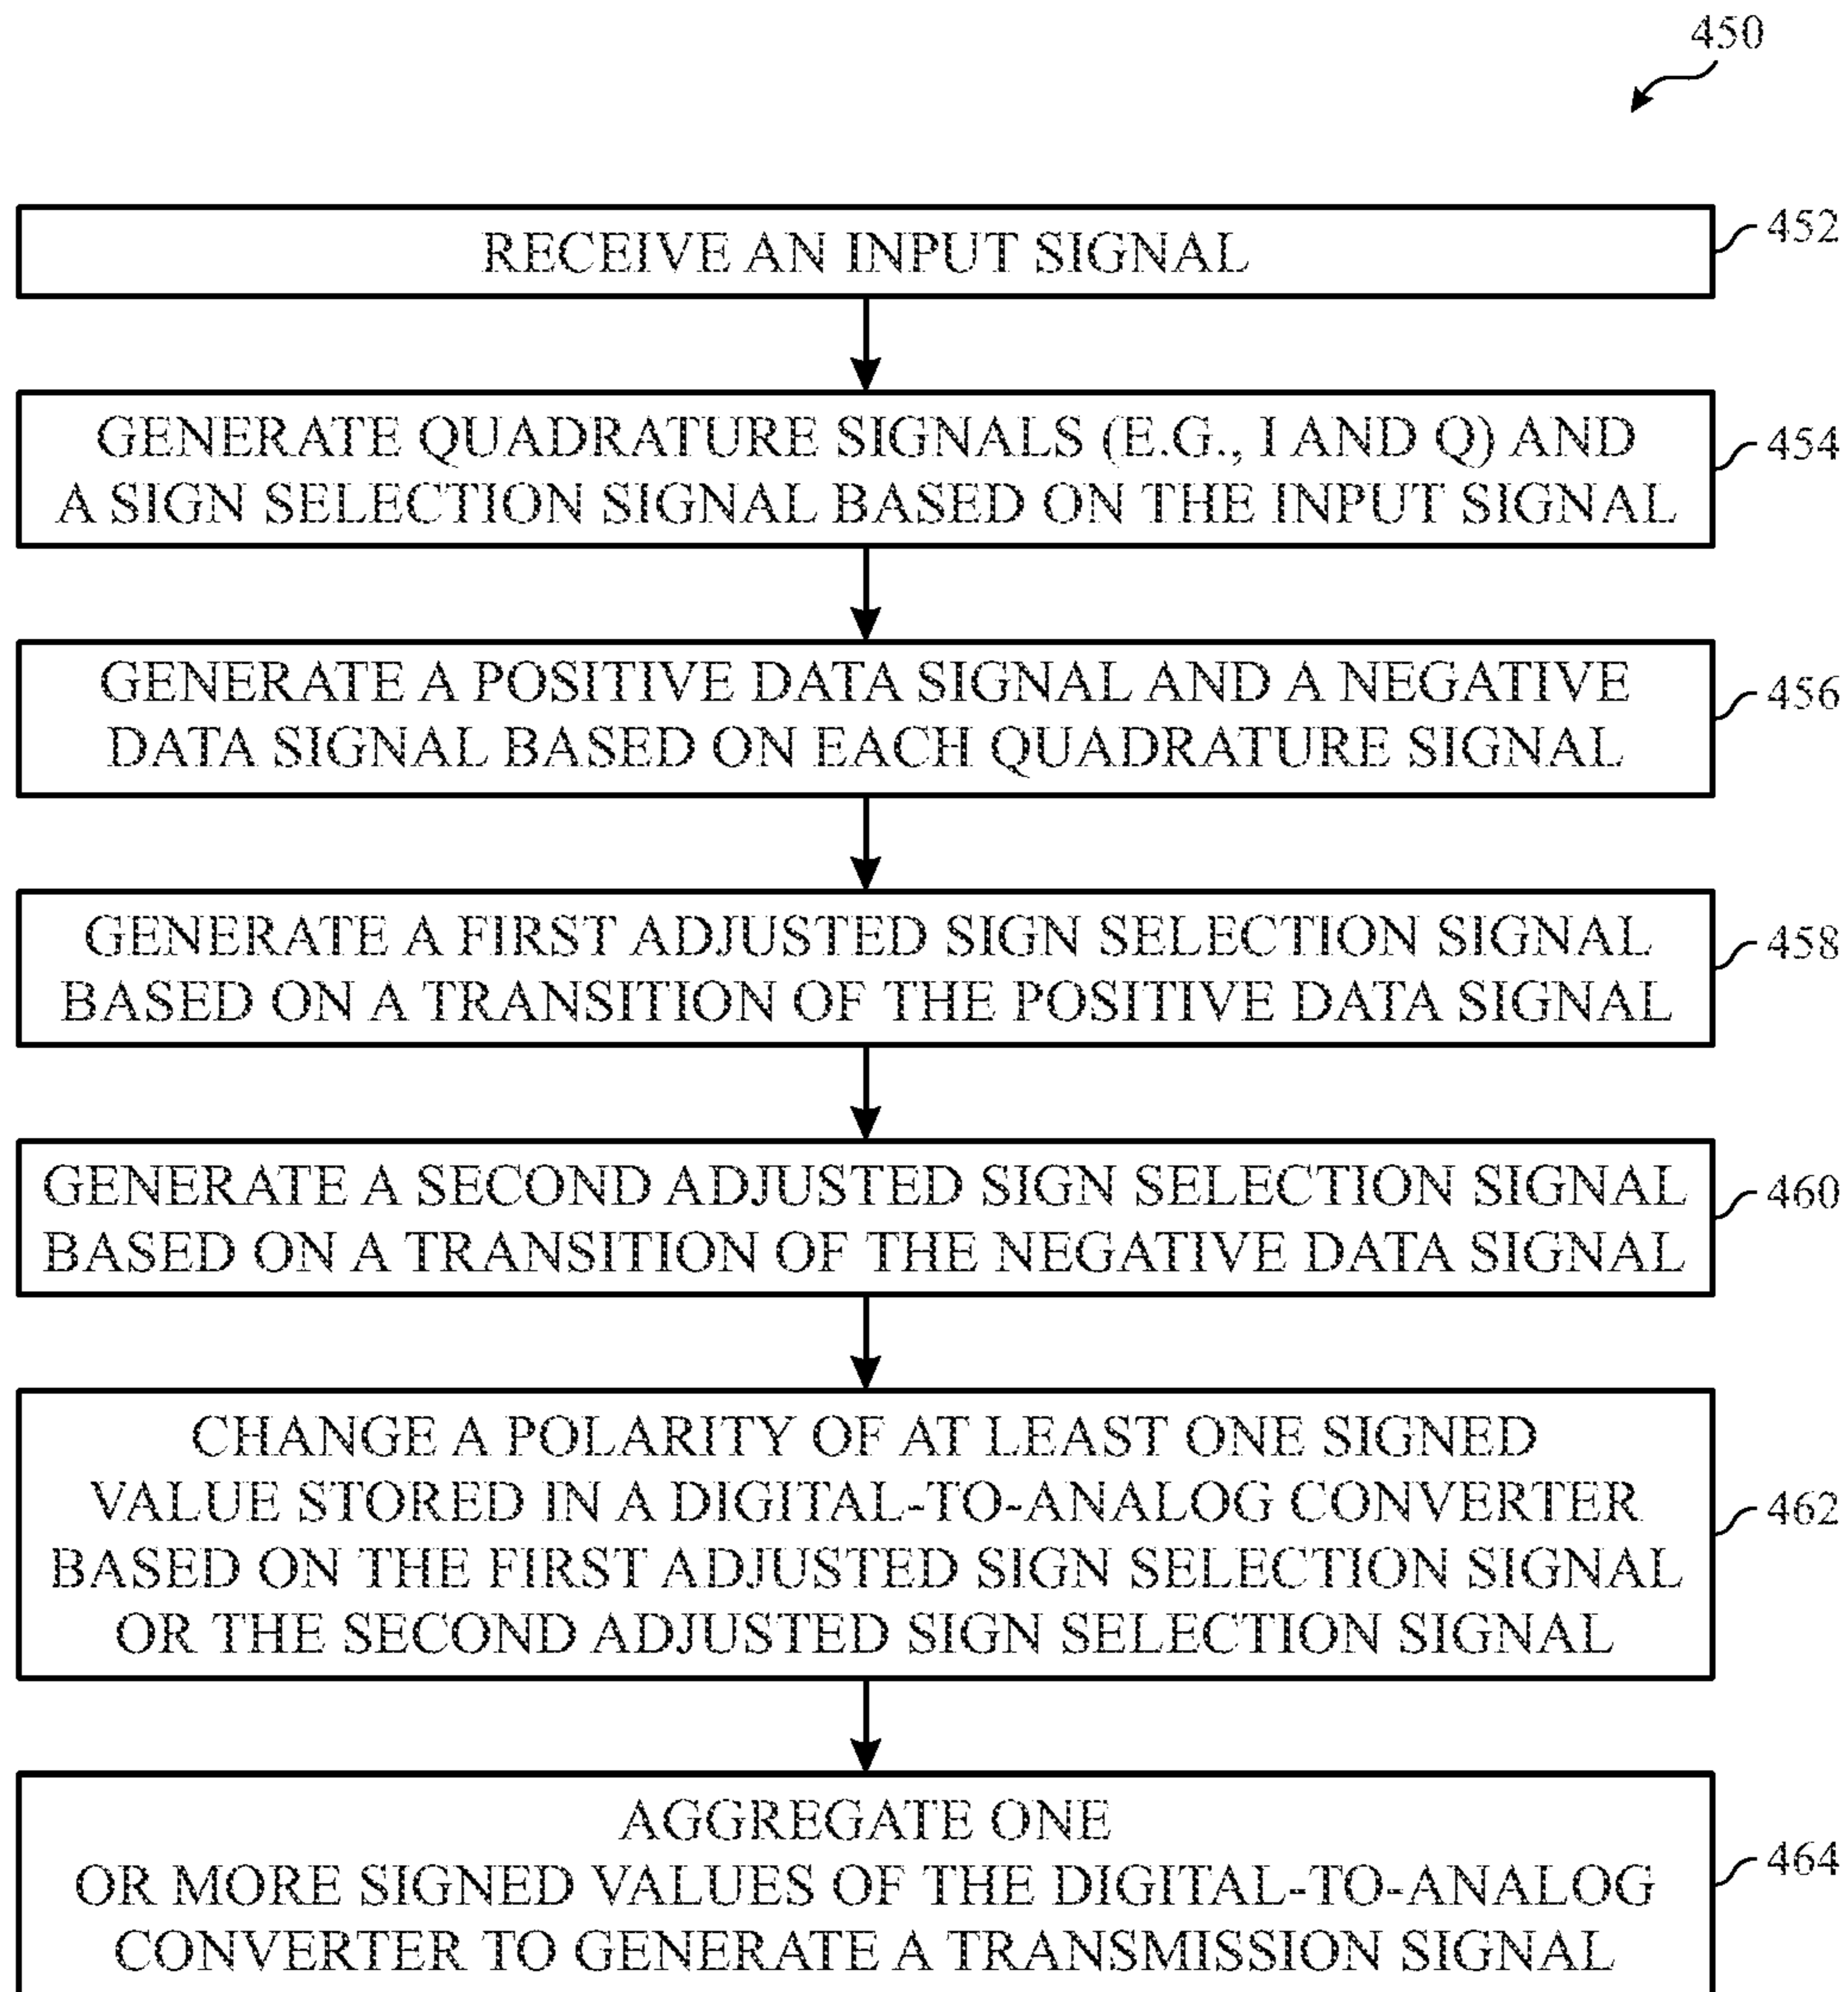 450
RECEIVE AN INPUT SIGNAL
452
GENERATE QUADRATURE SIGNALS (E.G., I AND Q) AND
A SIGN SELECTION SIGNAL BASED ON THE INPUT SIGNAL
454
GENERATE A POSITIVE DATA SIGNAL AND A NEGATIVE
DATA SIGNAL BASED ON EACH QUADRATURE SIGNAL
456
GENERATE A FIRST ADJUSTED SIGN SELECTION SIGNAL
BASED ON A TRANSITION OF THE POSITIVE DATA SIGNAL
458
GENERATE A SECOND ADJUSTED SIGN SELECTION SIGNAL
BASED ON A TRANSITION OF THE NEGATIVE DATA SIGNAL
460
CHANGE A POLARITY OF AT LEAST ONE SIGNED
VALUE STORED IN A DIGITAL-TO-ANALOG CONVERTER
BASED ON THE FIRST ADJUSTED SIGN SELECTION SIGNAL
OR THE SECOND ADJUSTED SIGN SELECTION SIGNAL
462
AGGREGATE ONE
OR MORE SIGNED VALUES OF THE DIGITAL-TO-ANALOG
CONVERTER TO GENERATE A TRANSMISSION SIGNAL
464